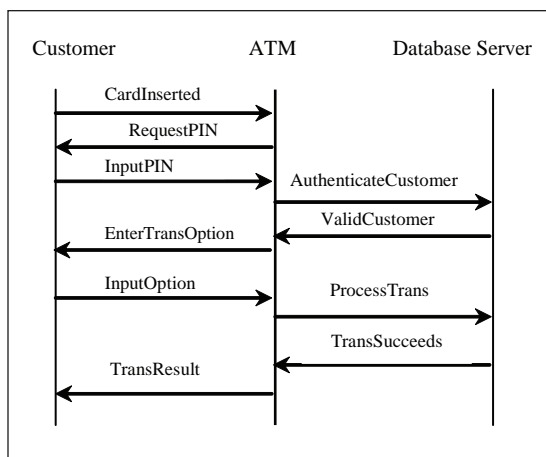 Customer ATM Database Server
CardInserted
RequestPIN
InputPIN
AuthenticateCustomer
ValidCustomer
EnterTransOption
InputOption
ProcessTrans
TransSucceeds
TransResult